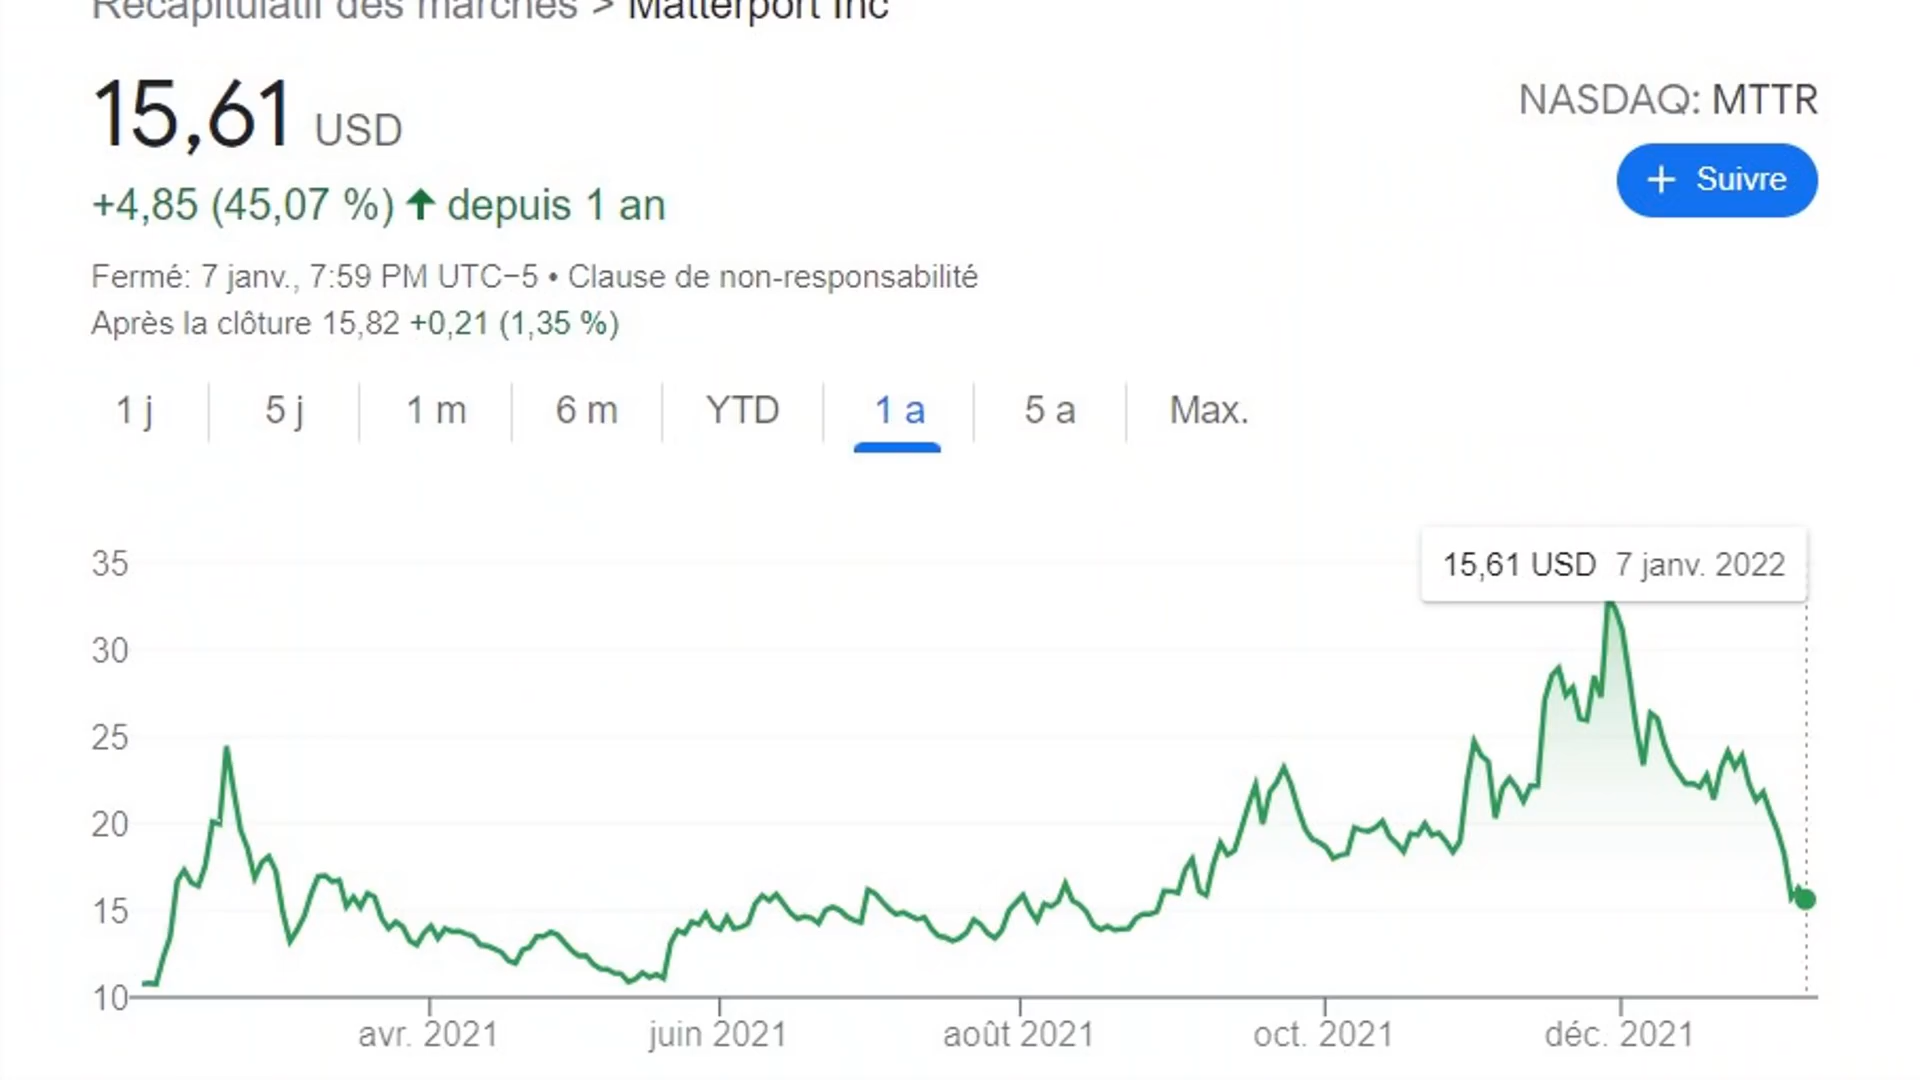 Récapitulatif des marchés > Matterport Inc
15,61 USD
NASDAQ: MTTR
+ Suivre
+4,85 (45,07 %) ↑ depuis 1 an
Fermé: 7 janv., 7:59 PM UTC−5 • Clause de non-responsabilité
Après la clôture 15,82 +0,21 (1,35 %)
1 j 5 j 1 m 6 m YTD 1 a 5 a Max.
15,61 USD 7 janv. 2022
35
30
25
20
15
10
avr. 2021 juin 2021 août 2021 oct. 2021 déc. 2021